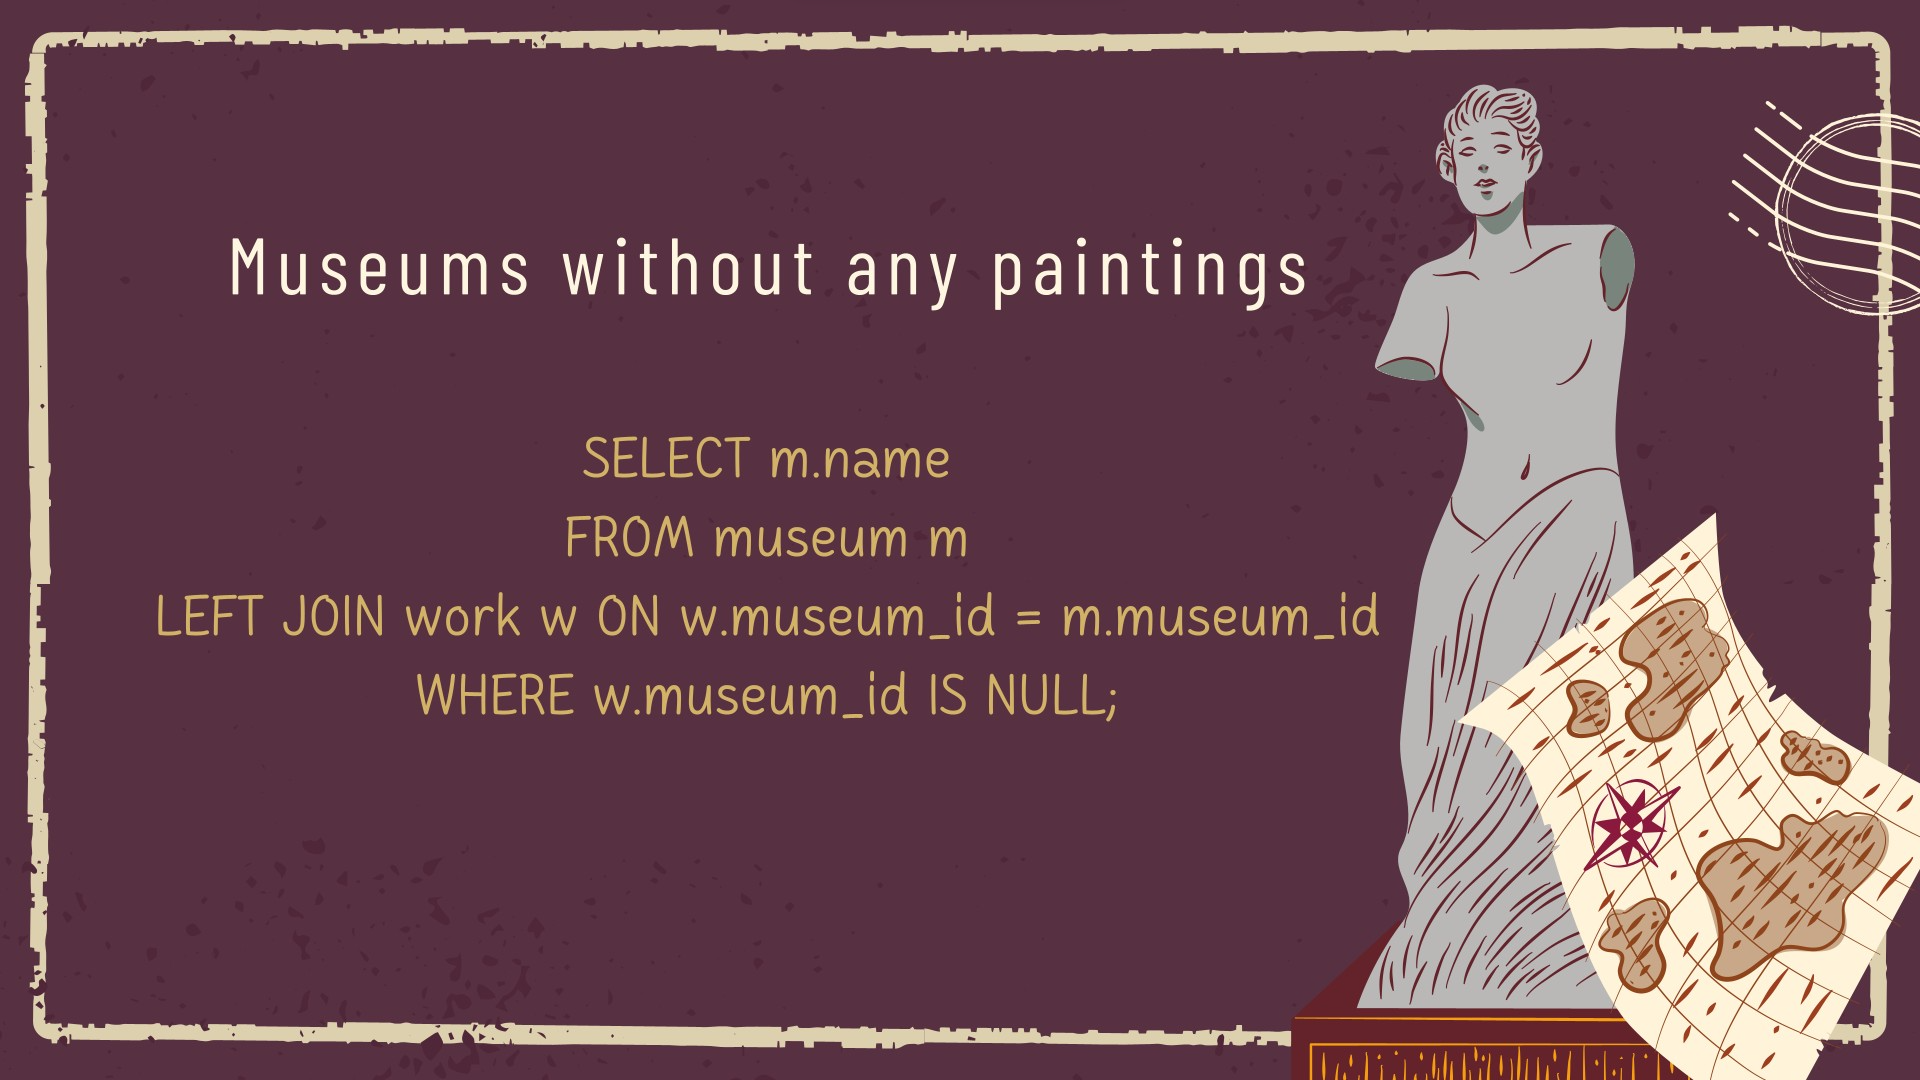 Museums without any paintings
SELECT m.name
FROM museum m
LEFT JOIN work w ON w.museum_id = m.museum_id
WHERE w.museum_id IS NULL;